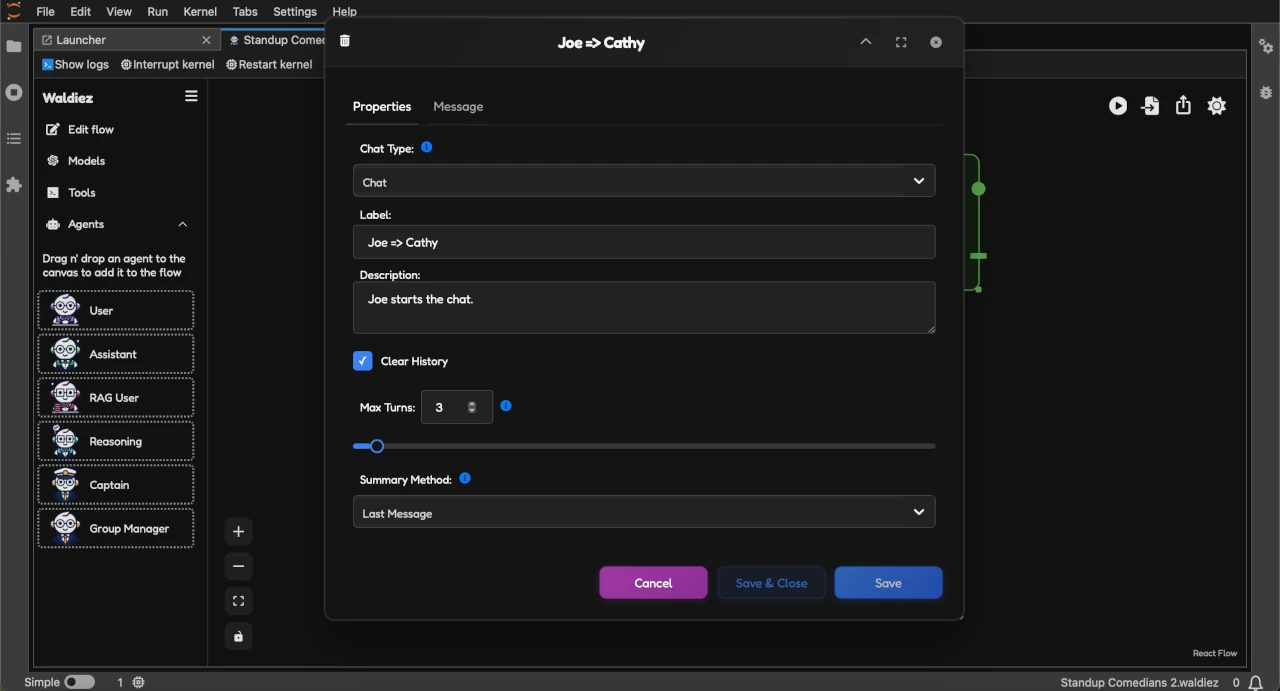 File Edit View Run Kernel Tabs Settings Help
Launcher
Standup Comed
Show logs Interrupt kernel Restart kernel
Waldiez
Edit flow
Models
Tools
Agents
Drag n' drop an agent to the
canvas to add it to the flow
User
Assistant
RAG User
Reasoning
Captain
Group Manager
Joe => Cathy
Properties Message
Chat Type:
Chat
Label:
Joe => Cathy
Description:
Joe starts the chat.
Clear History
Max Turns: 3
Summary Method:
Last Message
Cancel Save & Close Save
React Flow
Simple 1 Standup Comedians 2.waldiez 0